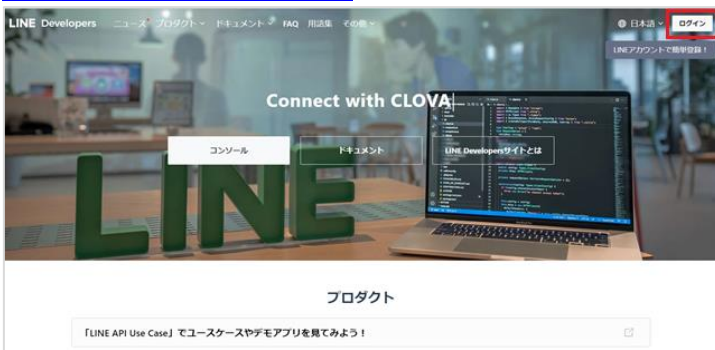 LINE Developers ニュース プロダクト ドキュメント FAQ 用語集 その他 日本語 ログイン
LINEアカウントで簡単登録！
Connect with CLOVA
コンソール ドキュメント LINE Developersサイトとは
LINE
プロダクト
「LINE API Use Case」でユースケースやデモアプリを見てみよう！